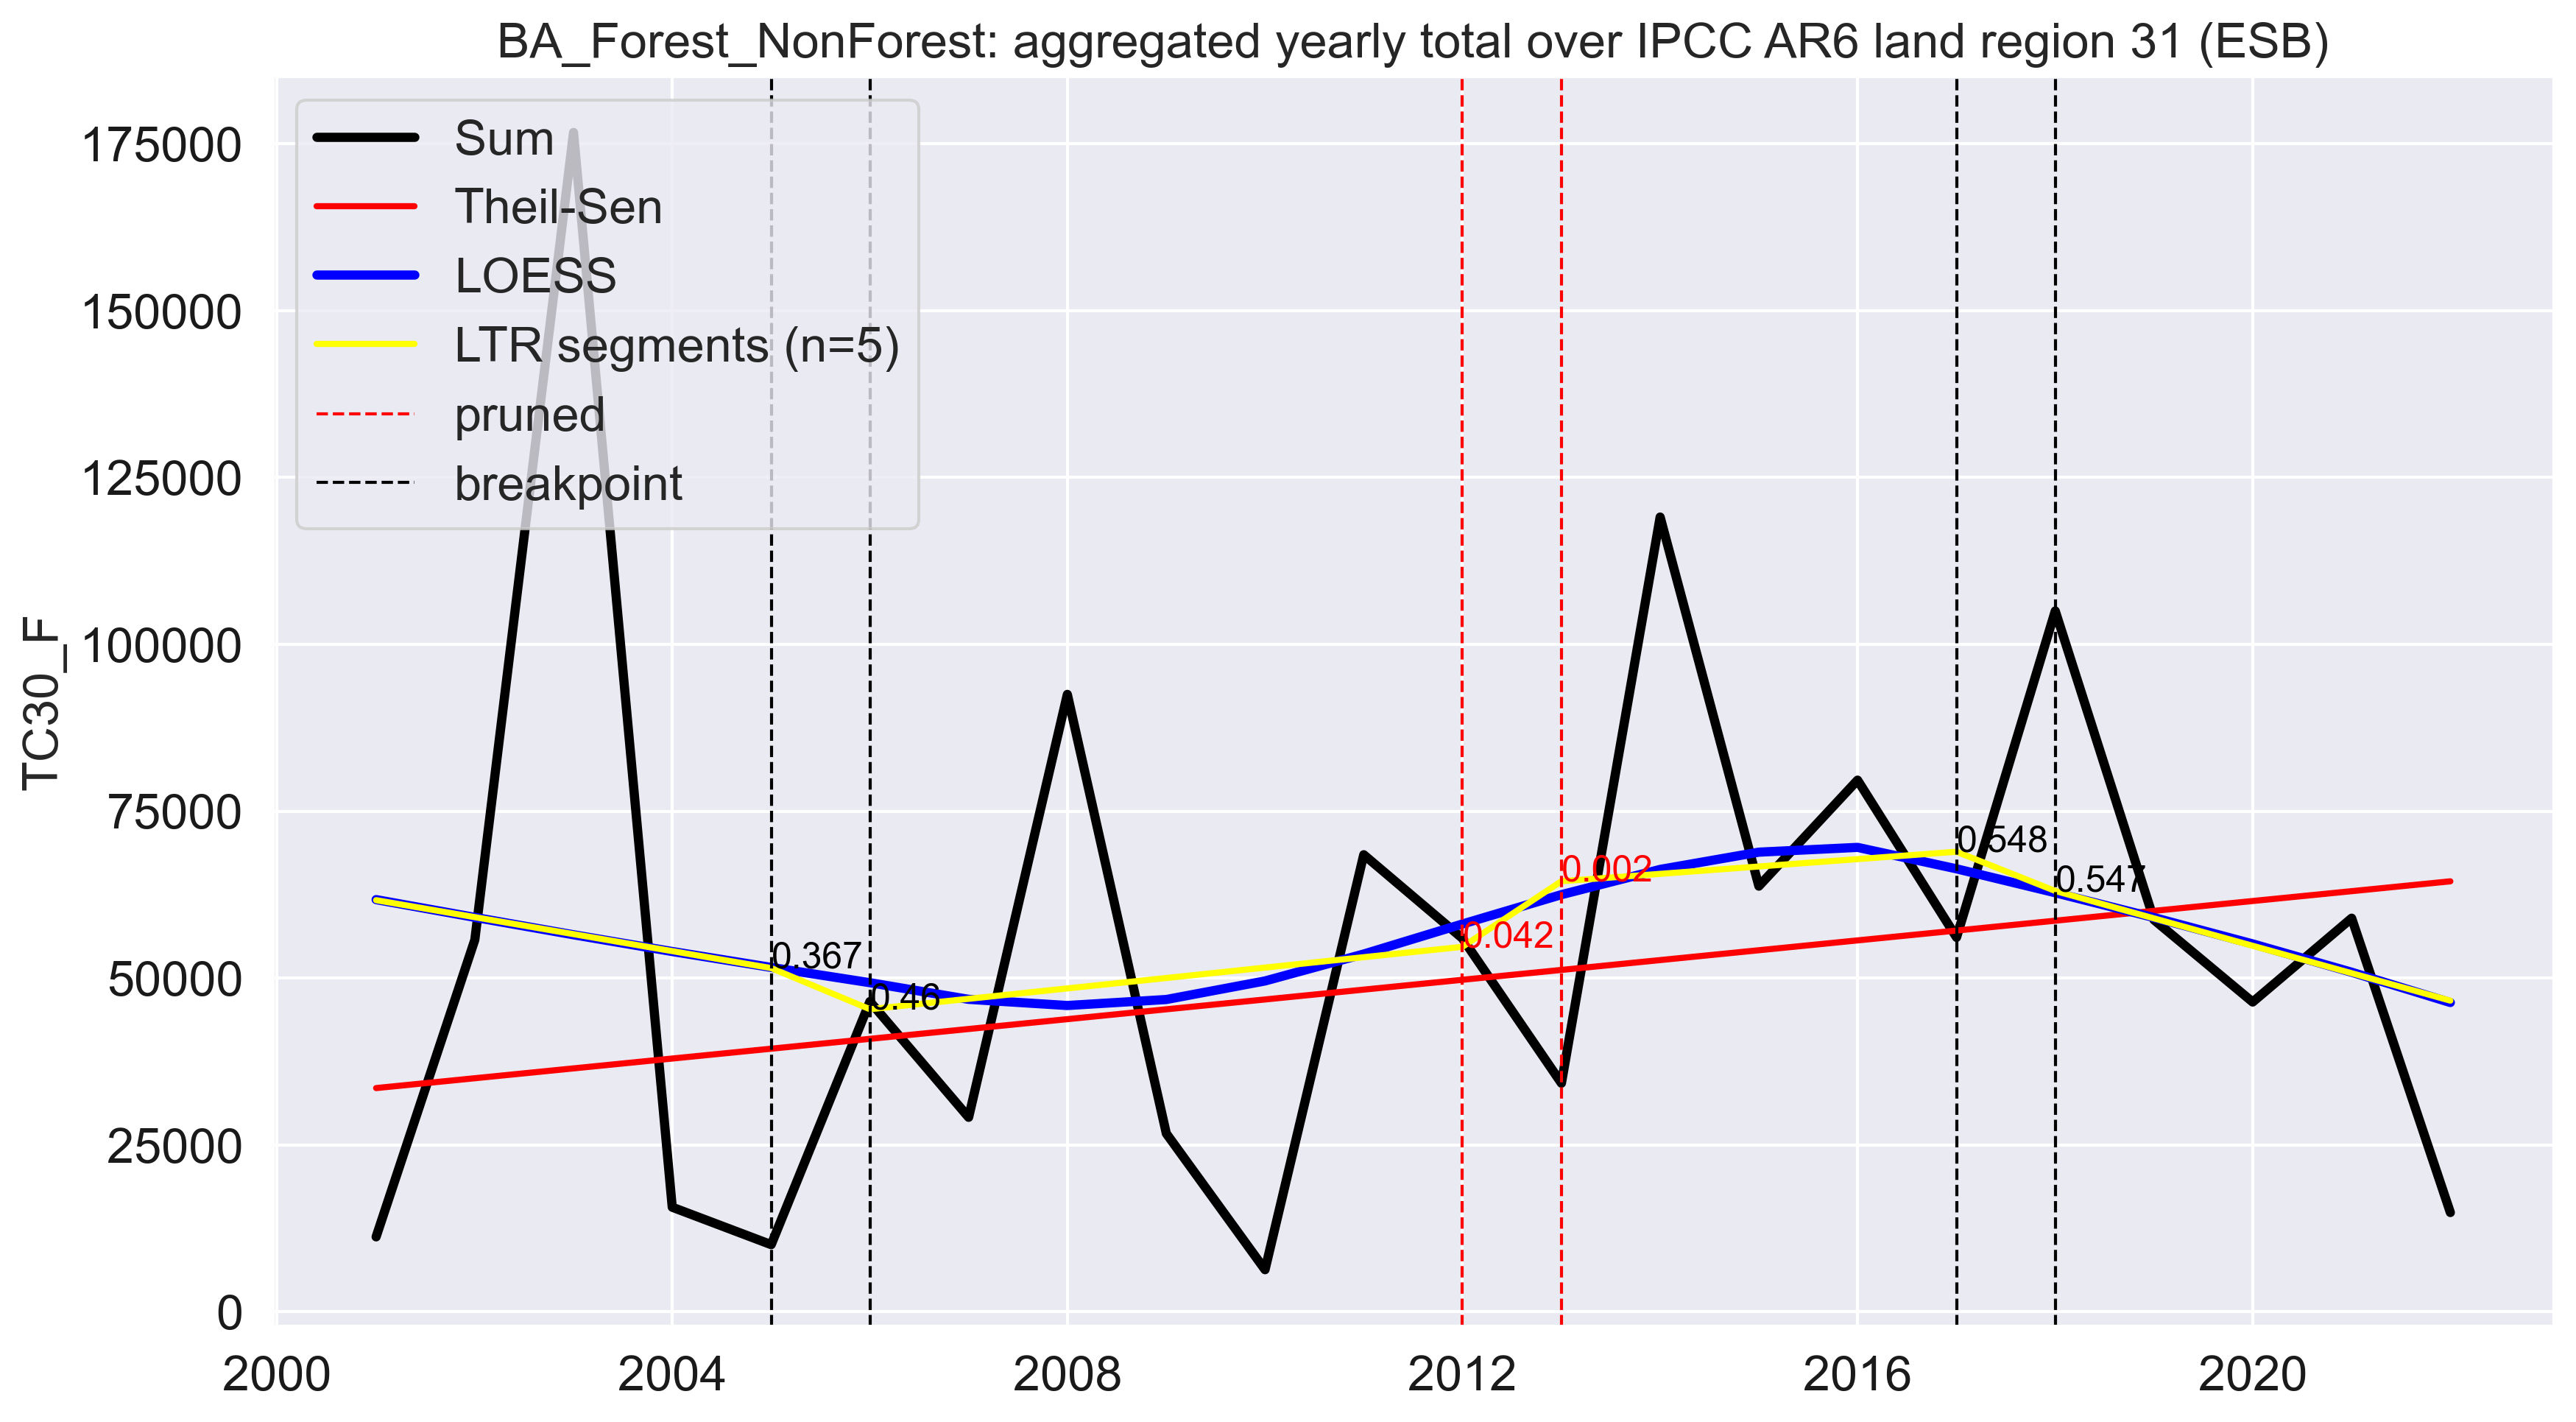 BA_Forest_NonForest: aggregated yearly total over IPCC AR6 land region 31 (ESB)
TC30_F
175000
150000
125000
100000
75000
50000
25000
0
Sum
Theil-Sen
LOESS
LTR segments (n=5)
pruned
breakpoint
0.367
0.46
0.042
0.002
0.548
0.547
2000
2004
2008
2012
2016
2020